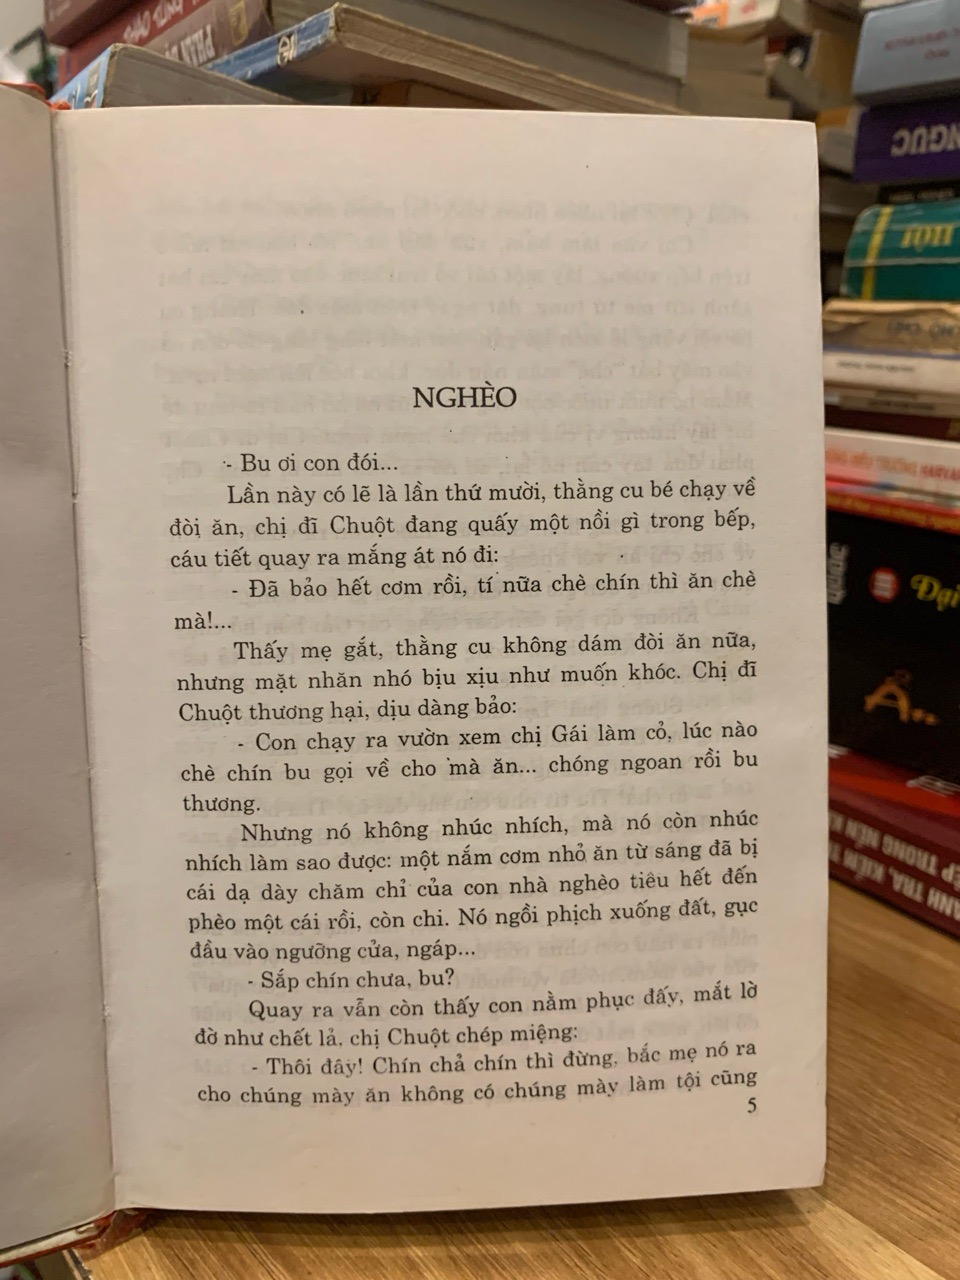 NGHÈO
- Bu ơi con đói...
Lần này có lẽ là lần thứ mười, thằng cu bé chạy về
đòi ăn, chị đĩ Chuột đang quấy một nồi gì trong bếp,
cáu tiết quay ra mắng át nó đi:
- Đã bảo hết cơm rồi, tí nữa chè chín thì ăn chè
mà!...
Thấy mẹ gắt, thằng cu không dám đòi ăn nữa,
nhưng mặt nhăn nhó bịu xịu như muốn khóc. Chị đĩ
Chuột thương hại, dịu dàng bảo:
- Con chạy ra vườn xem chị Gái làm cỏ, lúc nào
chè chín bu gọi về cho mà ăn... chóng ngoan rồi bu
thương.
Nhưng nó không nhúc nhích, mà nó còn nhúc
nhích làm sao được: một nắm cơm nhỏ ăn từ sáng đã bị
cái dạ dày chăm chỉ của con nhà nghèo tiêu hết đến
phèo một cái rồi, còn chi. Nó ngồi phịch xuống đất, gục
đầu vào ngưỡng cửa, ngáp...
- Sắp chín chưa, bu?
Quay ra vẫn còn thấy con nằm phục đấy, mắt lờ
đờ như chết lả, chị Chuột chép miệng:
- Thôi đây! Chín chả chín thì đừng, bắc mẹ nó ra
cho chúng mày ăn không có chúng mày làm tội cũng
5
Đại